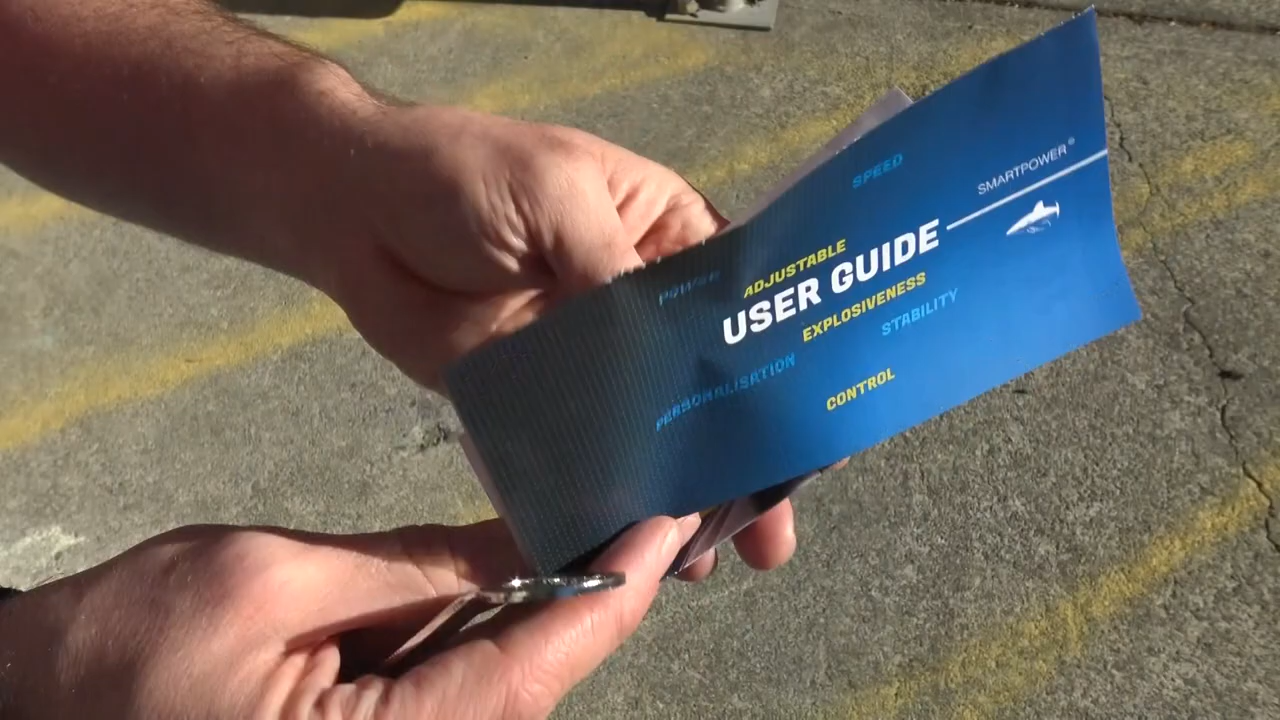 SPEED
SMARTPOWER®
POWER
ADJUSTABLE
USER GUIDE
EXPLOSIVENESS
STABILITY
PERSONALISATION
CONTROL